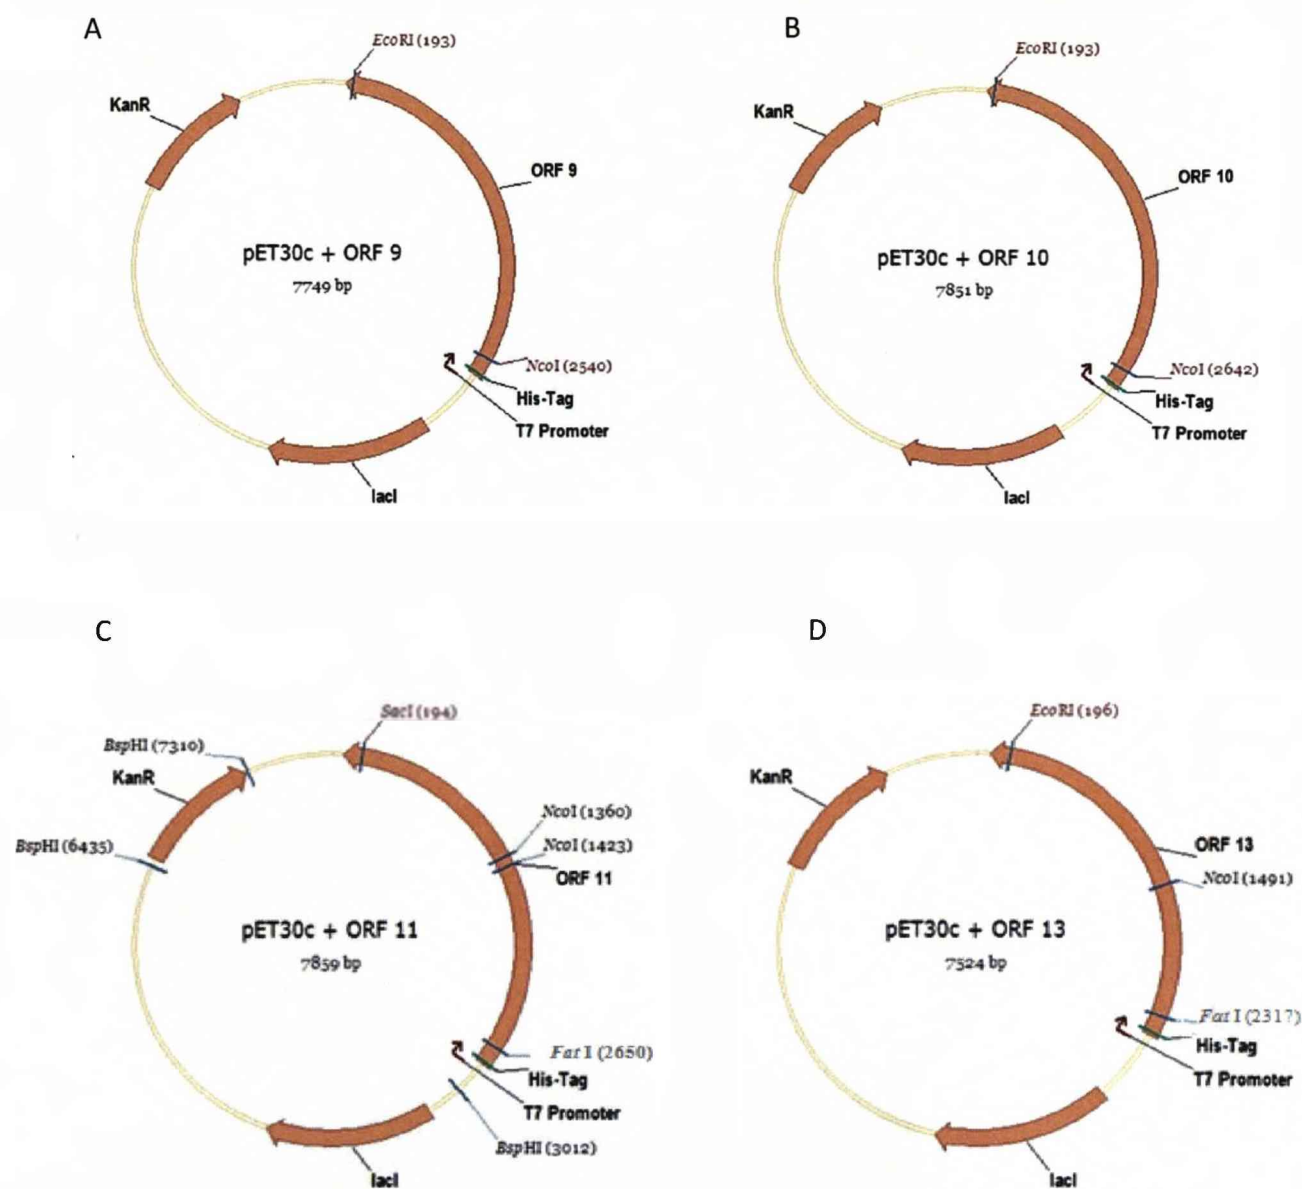 A
EcoRI (193)
KanR
ORF 9
pET30c + ORF 9
7749 bp
NcoI (2540)
His-Tag
T7 Promoter
lacI
B
EcoRI (193)
KanR
ORF 10
pET30c + ORF 10
7851 bp
NcoI (2642)
His-Tag
T7 Promoter
lacI
C
SacI (194)
BspHI (7310)
KanR
NcoI (1360)
BspHI (6435)
NcoI (1423)
ORF 11
pET30c + ORF 11
7859 bp
Fat I (2650)
His-Tag
T7 Promoter
BspHI (3012)
lacI
D
EcoRI (196)
KanR
ORF 13
NcoI (1491)
pET30c + ORF 13
7524 bp
Fat I (2317)
His-Tag
T7 Promoter
lacI